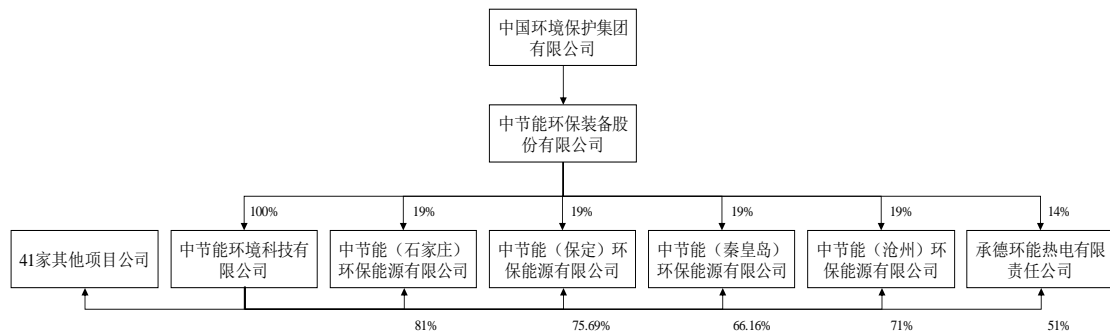 中国环境保护集团
有限公司
中节能环保装备股
份有限公司
100%
19%
19%
19%
19%
14%
41家其他项目公司
中节能环境科技有
限公司
中节能（石家庄）
环保能源有限公司
中节能（保定）环
保能源有限公司
中节能（秦皇岛）
环保能源有限公司
中节能（沧州）环
保能源有限公司
承德环能热电有限
责任公司
81%
75.69%
66.16%
71%
51%